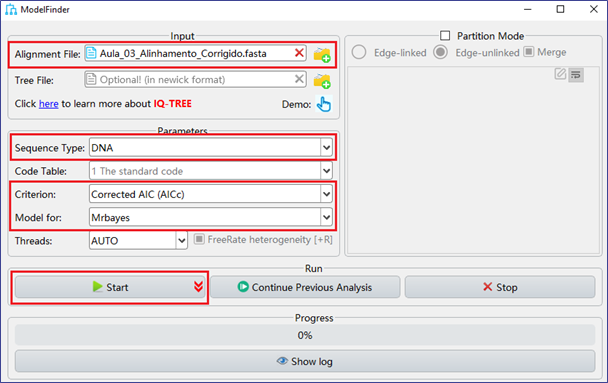 ModelFinder
Input
Alignment File: Aula_03_Alinhamento_Corrigido.fasta
Tree File: Optional! (in newick format)
Click here to learn more about IQ-TREE Demo:
Parameters
Sequence Type: DNA
Code Table: 1 The standard code
Criterion: Corrected AIC (AICc)
Model for: Mrbayes
Threads: AUTO FreeRate heterogeneity [+R]
Partition Mode
Edge-linked Edge-unlinked Merge
Run
Start Continue Previous Analysis Stop
Progress
0%
Show log